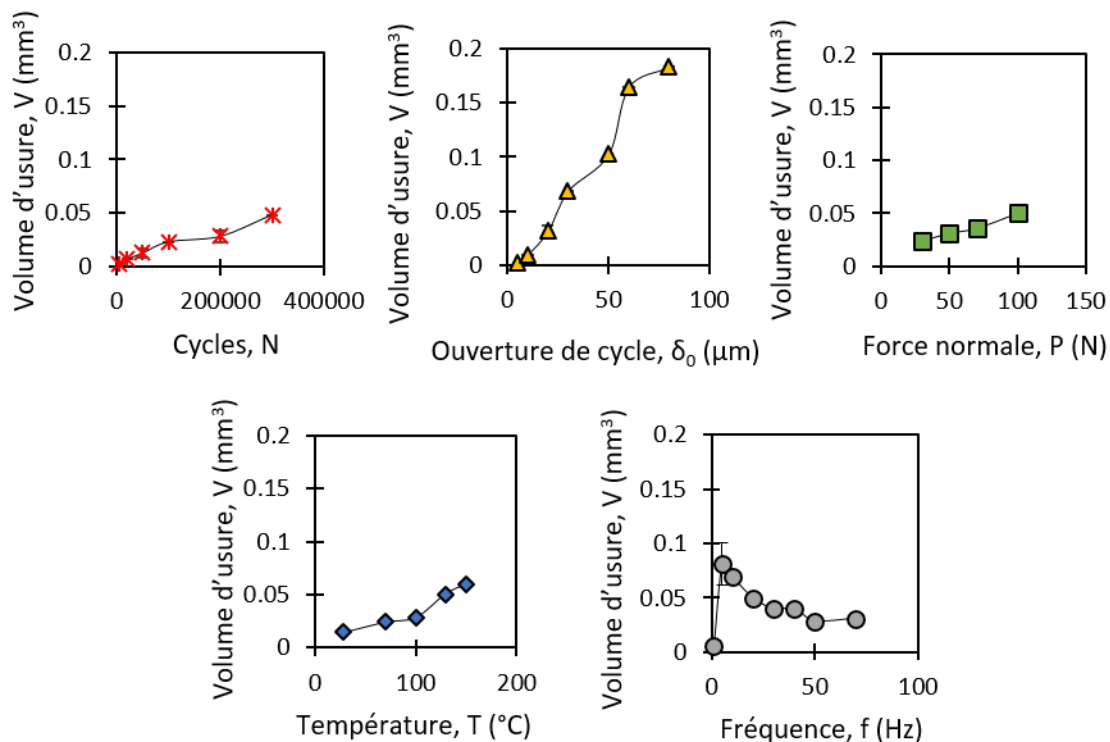 Volume d'usure, V (mm³)
0.2
0.15
0.1
0.05
0
0 200000 400000
Cycles, N
Volume d'usure, V (mm³)
0.2
0.15
0.1
0.05
0
0 50 100
Ouverture de cycle, δ₀ (µm)
Volume d'usure, V (mm³)
0.2
0.15
0.1
0.05
0
0 50 100 150
Force normale, P (N)
Volume d'usure, V (mm³)
0.2
0.15
0.1
0.05
0
0 100 200
Température, T (°C)
Volume d'usure, V (mm³)
0.2
0.15
0.1
0.05
0
0 50 100
Fréquence, f (Hz)